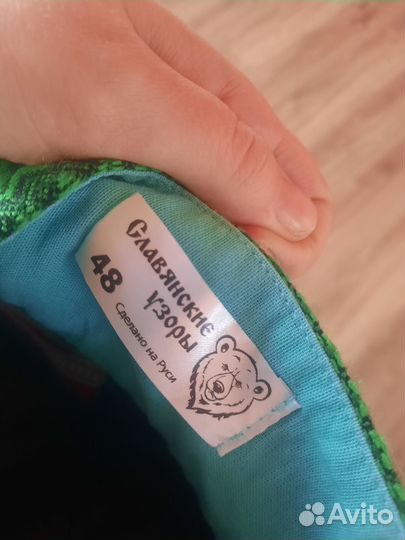 Славянские
узоры
48
Сделано на Руси
Avito